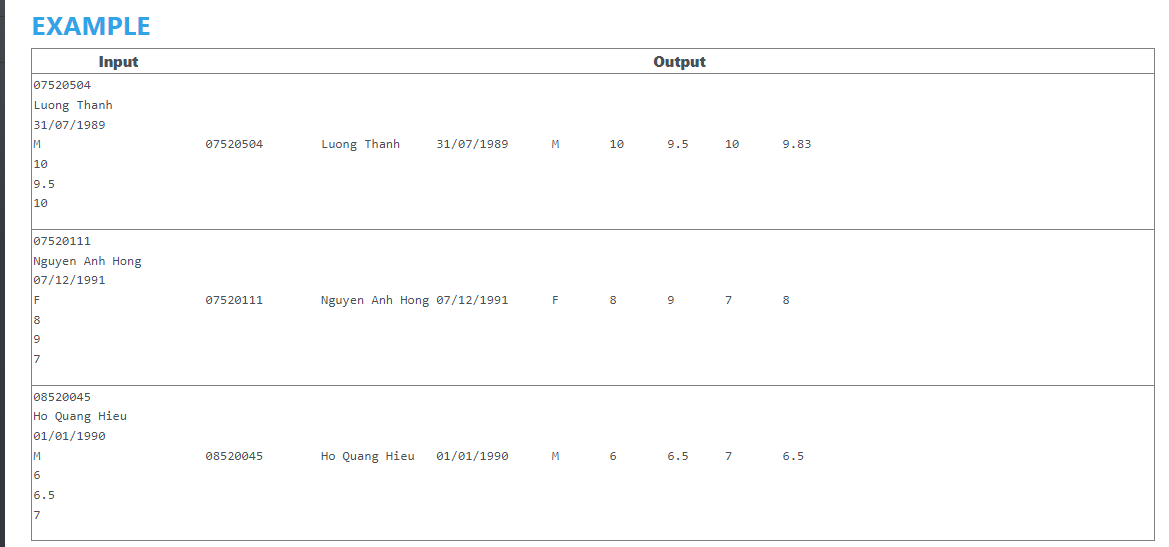 EXAMPLE
Input Output
07520504
Luong Thanh
31/07/1989
M 07520504 Luong Thanh 31/07/1989 M 10 9.5 10 9.83
10
9.5
10
07520111
Nguyen Anh Hong
07/12/1991
F 07520111 Nguyen Anh Hong 07/12/1991 F 8 9 7 8
8
9
7
08520045
Ho Quang Hieu
01/01/1990
M 08520045 Ho Quang Hieu 01/01/1990 M 6 6.5 7 6.5
6
6.5
7